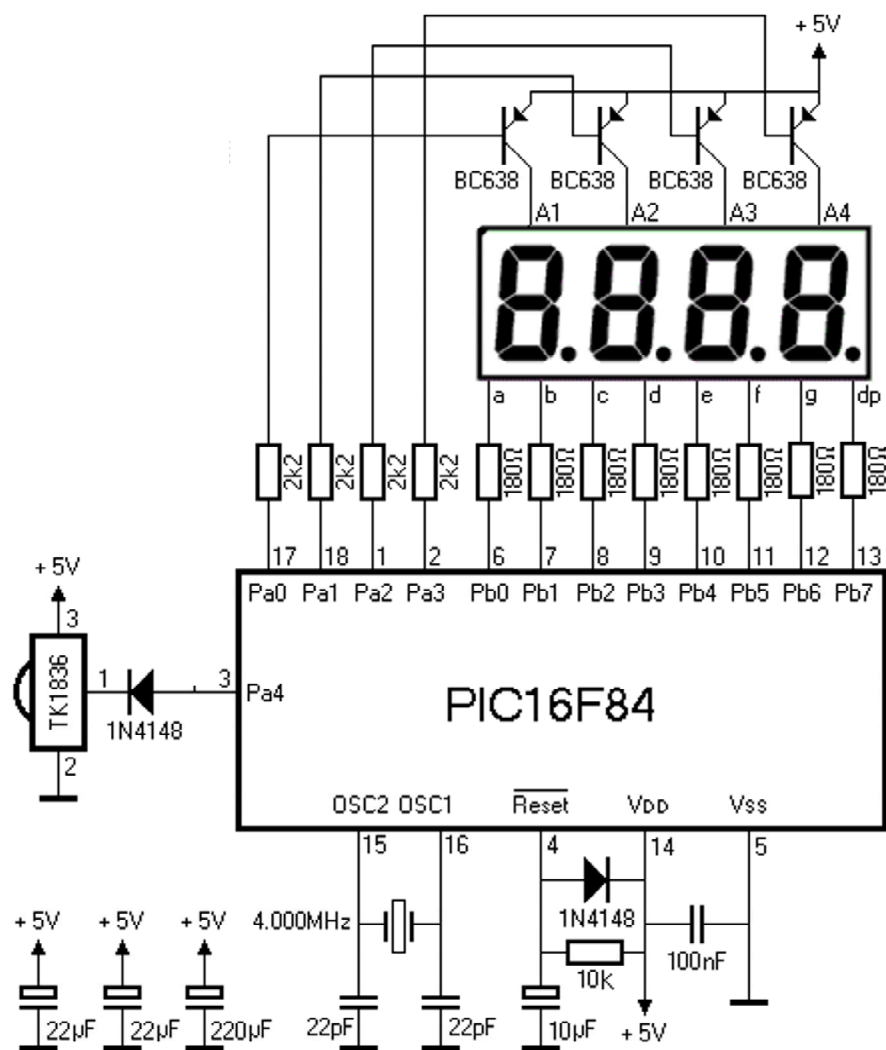 + 5V
BC638 BC638 BC638 BC638
A1 A2 A3 A4
a b c d e f g dp
2k2 2k2 2k2 2k2 180Ω 180Ω 180Ω 180Ω 180Ω 180Ω 180Ω 180Ω
17 18 1 2 6 7 8 9 10 11 12 13
+ 5V
Pa0 Pa1 Pa2 Pa3 Pb0 Pb1 Pb2 Pb3 Pb4 Pb5 Pb6 Pb7
3
TK1836
1 3 Pa4
PIC16F84
1N4148
2
OSC2 OSC1 Reset VDD VSS
15 16 4 14 5
+ 5V + 5V + 5V
4.000MHz
1N4148
100nF
10K
22µF 22µF 220µF 22pF 22pF 10µF + 5V